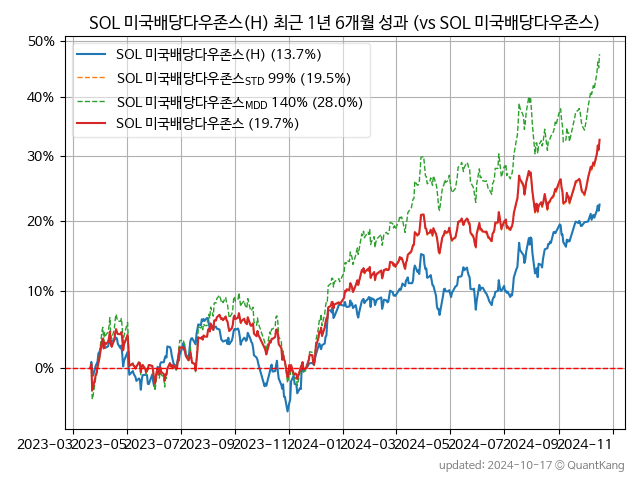 SOL 미국배당다우존스(H) 최근 1년 6개월 성과 (vs SOL 미국배당다우존스)
50%
40%
30%
20%
10%
0%
SOL 미국배당다우존스(H) (13.7%)
SOL 미국배당다우존스STD 99% (19.5%)
SOL 미국배당다우존스MDD 140% (28.0%)
SOL 미국배당다우존스 (19.7%)
2023-03 2023-05 2023-07 2023-09 2023-11 2024-01 2024-03 2024-05 2024-07 2024-09 2024-11
updated: 2024-10-17 © QuantKang